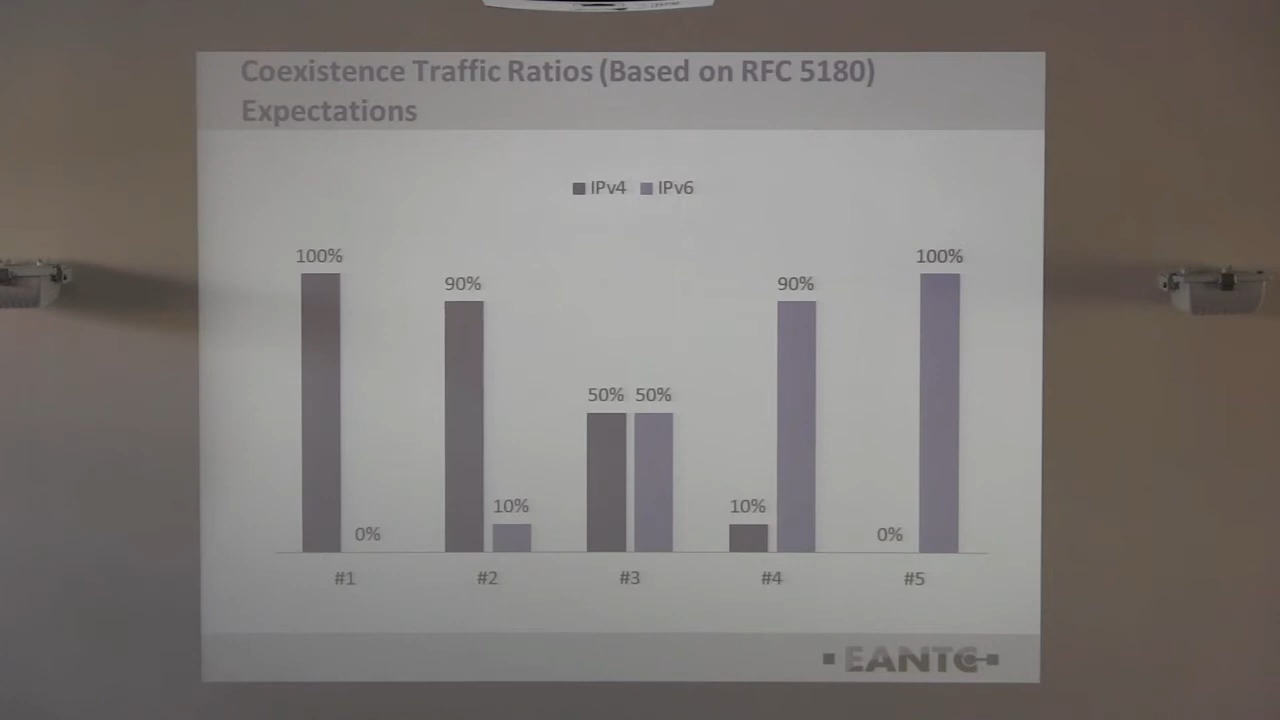 Coexistence Traffic Ratios (Based on RFC 5180)
Expectations
IPv4 IPv6
100% 0% 90% 10% 50% 50% 10% 90% 0% 100%
#1 #2 #3 #4 #5
EANTC